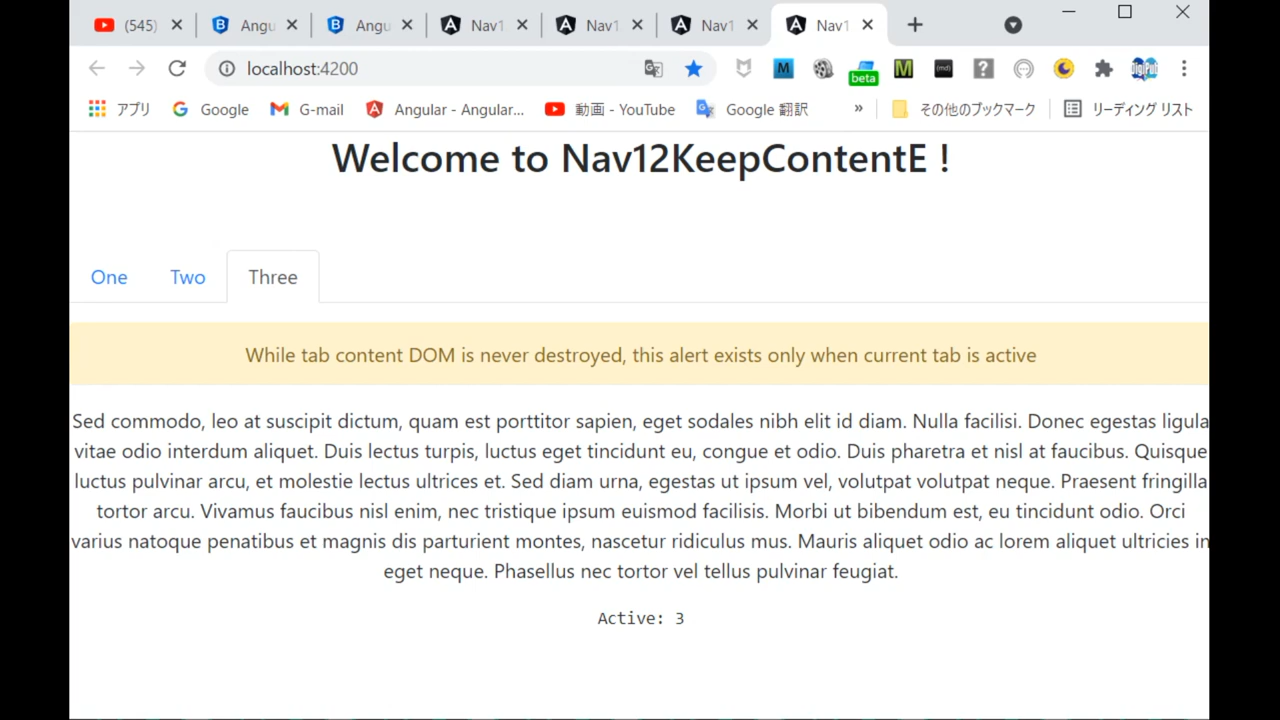 (545)
Angu
Angu
Nav1
Nav1
Nav1
Nav1
localhost:4200
M
beta
M
(md)
?
DigiPub
アプリ
Google
G-mail
Angular - Angular...
動画 - YouTube
Google 翻訳
»
その他のブックマーク
リーディング リスト
Welcome to Nav12KeepContentE !
One
Two
Three
While tab content DOM is never destroyed, this alert exists only when current tab is active
Sed commodo, leo at suscipit dictum, quam est porttitor sapien, eget sodales nibh elit id diam. Nulla facilisi. Donec egestas ligula
vitae odio interdum aliquet. Duis lectus turpis, luctus eget tincidunt eu, congue et odio. Duis pharetra et nisl at faucibus. Quisque
luctus pulvinar arcu, et molestie lectus ultrices et. Sed diam urna, egestas ut ipsum vel, volutpat volutpat neque. Praesent fringilla
tortor arcu. Vivamus faucibus nisl enim, nec tristique ipsum euismod facilisis. Morbi ut bibendum est, eu tincidunt odio. Orci
varius natoque penatibus et magnis dis parturient montes, nascetur ridiculus mus. Mauris aliquet odio ac lorem aliquet ultricies in
eget neque. Phasellus nec tortor vel tellus pulvinar feugiat.
Active: 3